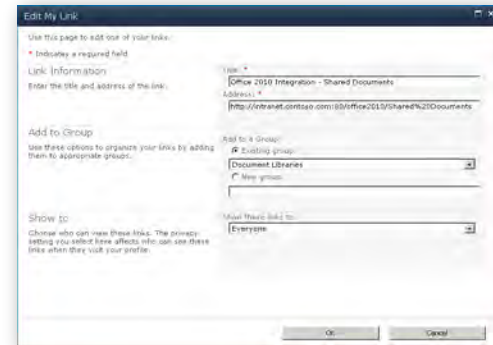 Edit My Link
Use this page to edit one of your links.
* Indicates a required field
Link Information
Enter the title and address of the link.
Title: *
Office 2010 Integration - Shared Documents
Address: *
http://intranet.contoso.com:80/office2010/Shared%20Documents
Add to Group
Use these options to organize your links by adding
them to appropriate groups.
Add to a Group:
Existing group:
Document Libraries
New group:
Show to
Choose who can view these links. The privacy
setting you select here affects who can see these
links when they visit your profile.
Show these links to:
Everyone
OK
Cancel